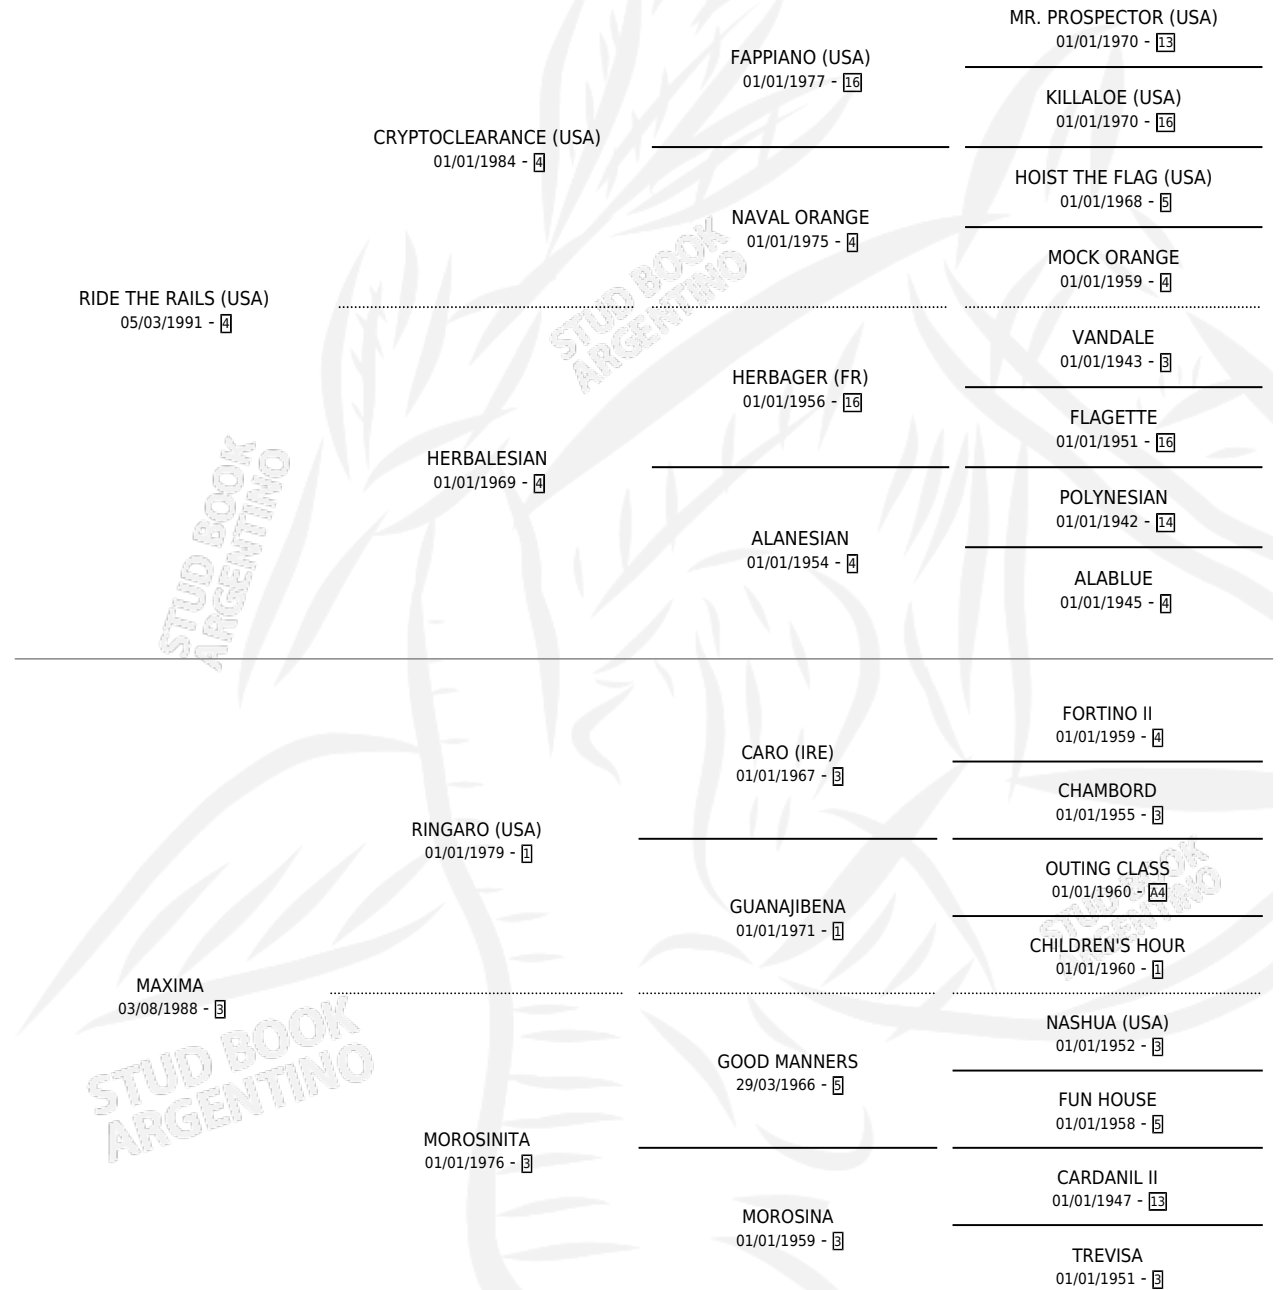 MR. PROSPECTOR (USA)
01/01/1970 - 13
FAPPIANO (USA)
01/01/1977 - 16
KILLALOE (USA)
01/01/1970 - 16
CRYPTOCLEARANCE (USA)
01/01/1984 - 4
HOIST THE FLAG (USA)
01/01/1968 - 5
NAVAL ORANGE
01/01/1975 - 4
MOCK ORANGE
01/01/1959 - 4
RIDE THE RAILS (USA)
05/03/1991 - 4
VANDALE
01/01/1943 - 3
HERBAGER (FR)
01/01/1956 - 16
FLAGETTE
01/01/1951 - 16
HERBALESIAN
01/01/1969 - 4
POLYNESIAN
01/01/1942 - 14
ALANESIAN
01/01/1954 - 4
ALABLUE
01/01/1945 - 4
FORTINO II
01/01/1959 - 4
CARO (IRE)
01/01/1967 - 3
CHAMBORD
01/01/1955 - 3
RINGARO (USA)
01/01/1979 - 1
OUTING CLASS
01/01/1960 - A4
GUANAJIBENA
01/01/1971 - 1
CHILDREN'S HOUR
01/01/1960 - 1
MAXIMA
03/08/1988 - 3
NASHUA (USA)
01/01/1952 - 3
GOOD MANNERS
29/03/1966 - 5
FUN HOUSE
01/01/1958 - 5
MOROSINITA
01/01/1976 - 3
CARDANIL II
01/01/1947 - 13
MOROSINA
01/01/1959 - 3
TREVISA
01/01/1951 - 3
STUD BOOK
ARGENTINO
STUD BOOK
ARGENTINO
STUD BOOK
ARGENTINO
STUD BOOK
ARGENTINO